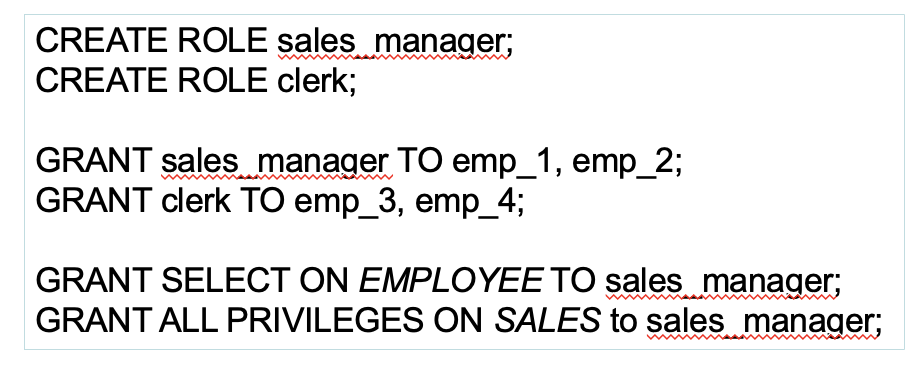 CREATE ROLE sales_manager;
CREATE ROLE clerk;
GRANT sales_manager TO emp_1, emp_2;
GRANT clerk TO emp_3, emp_4;
GRANT SELECT ON EMPLOYEE TO sales_manager;
GRANT ALL PRIVILEGES ON SALES to sales_manager;